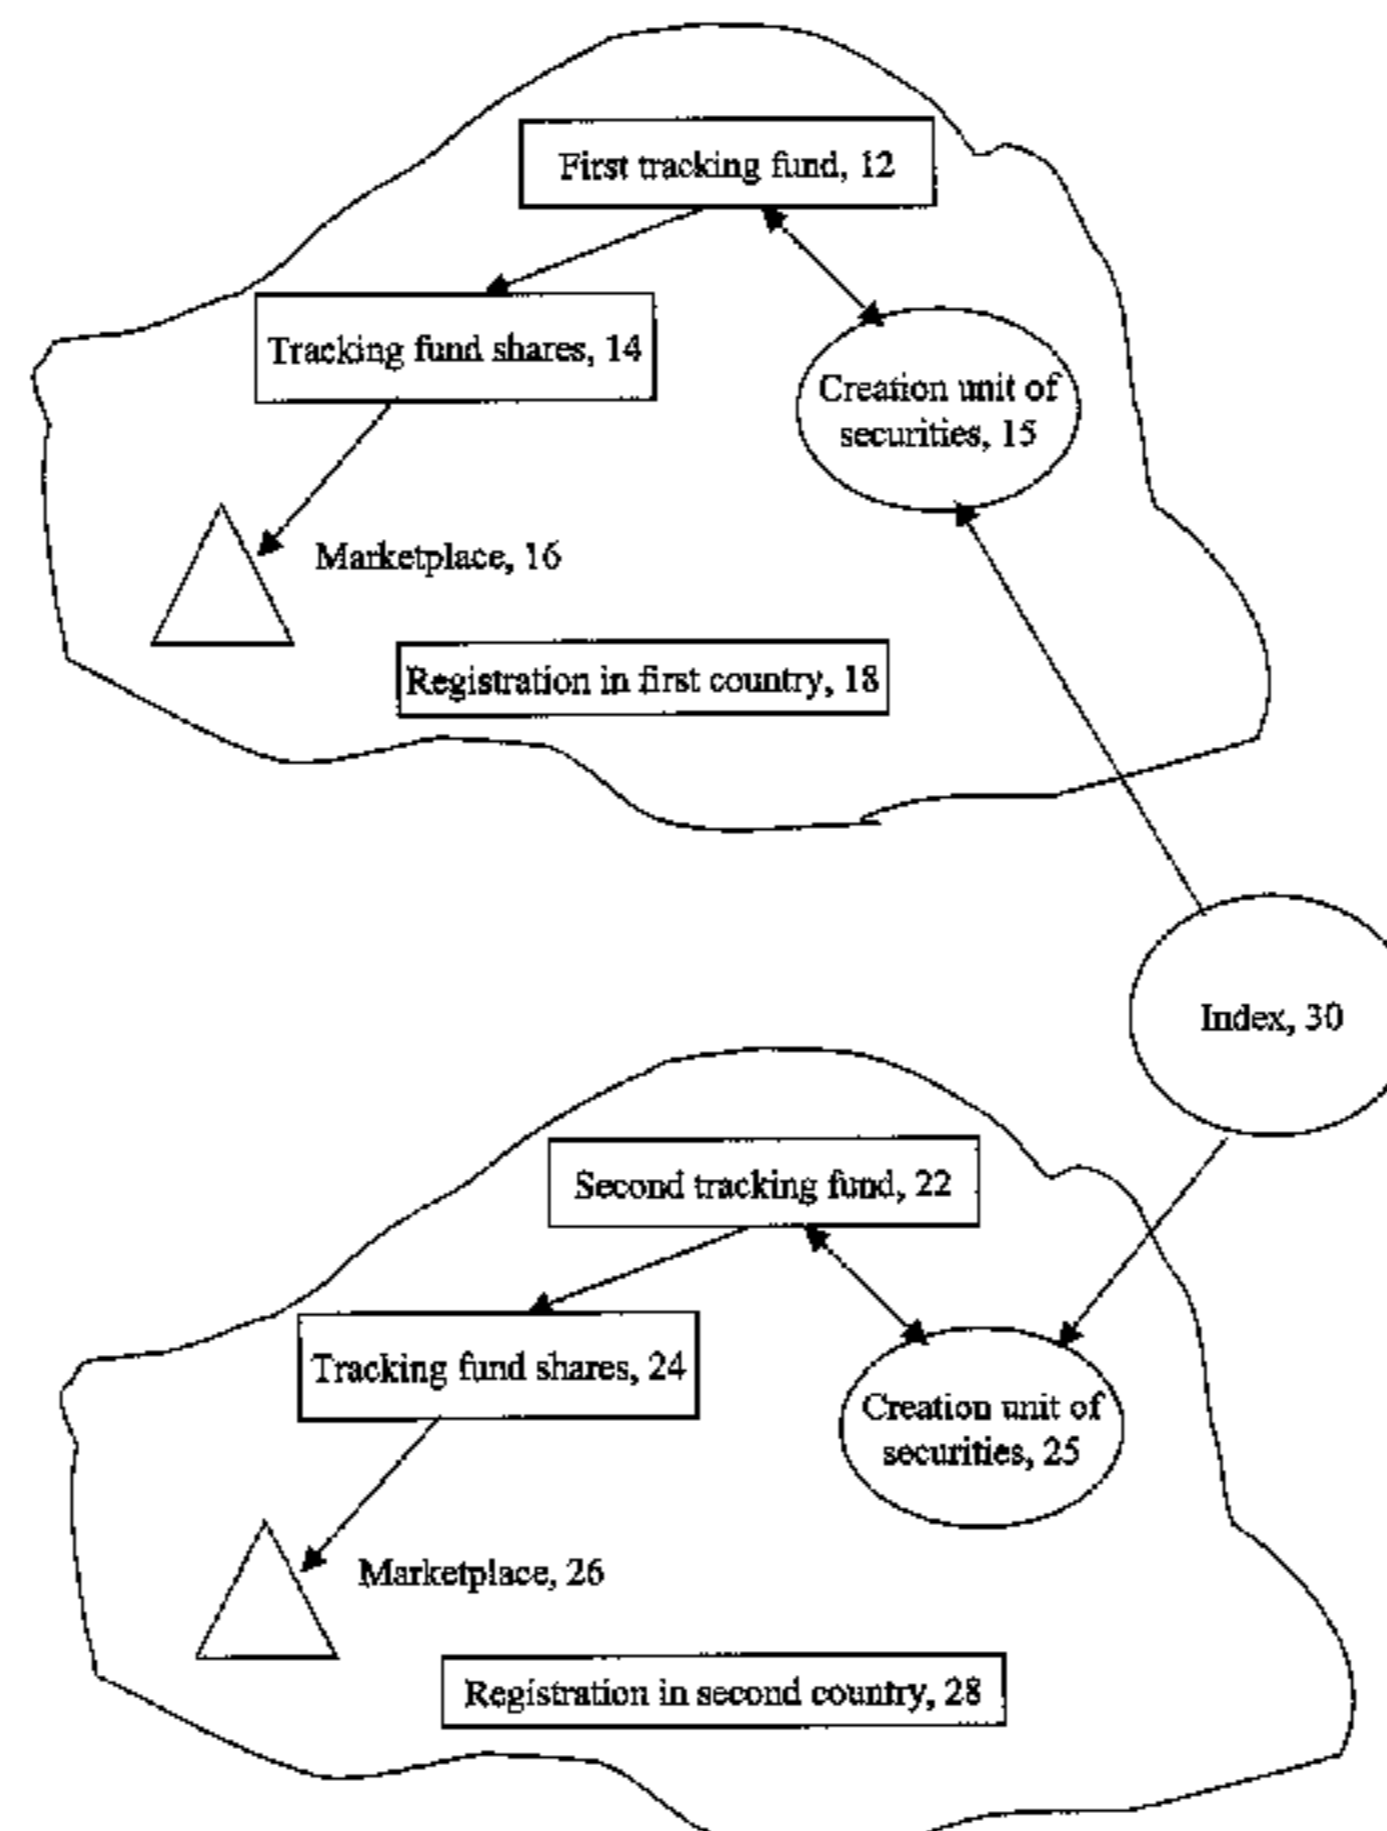 First tracking fund, 12
Tracking fund shares, 14
Creation unit of
securities, 15
Marketplace, 16
Registration in first country, 18
Index, 30
Second tracking fund, 22
Tracking fund shares, 24
Creation unit of
securities, 25
Marketplace, 26
Registration in second country, 28